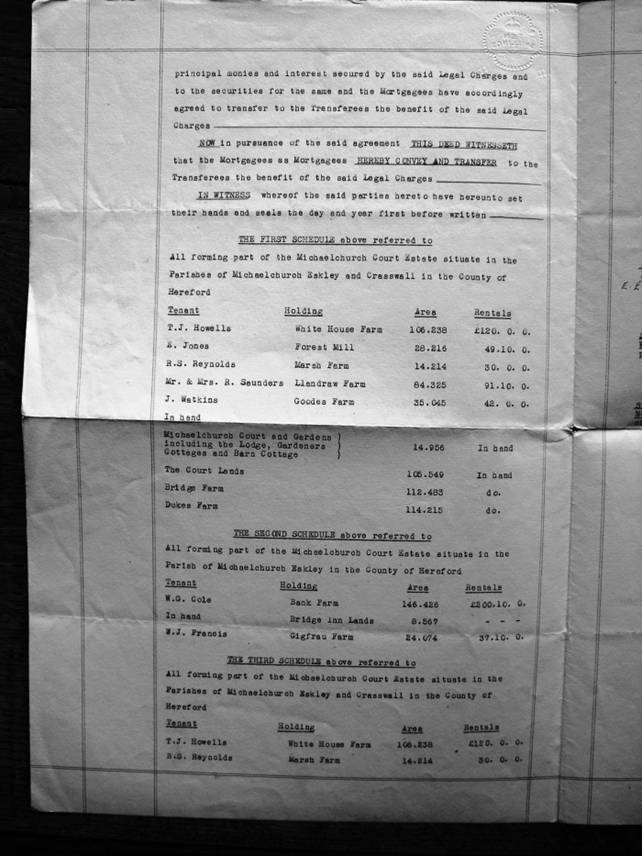 principal monies and interest secured by the said Legal Charges and
to the securities for the same and the Mortgagees have accordingly
agreed to transfer to the Transferees the benefit of the said Legal
Charges
NOW in pursuance of the said agreement THIS DEED WITNESSETH
that the Mortgagees as Mortgagees HEREBY CONVEY AND TRANSFER to the
Transferees the benefit of the said Legal Charges
IN WITNESS whereof the said parties hereto have hereunto set
their hands and seals the day and year first before written
THE FIRST SCHEDULE above referred to
All forming part of the Michaelchurch Court Estate situate in the
Parishes of Michaelchurch Eskley and Crasswall in the County of
Hereford
Tenant Holding Area Rentals
T.J. Howells White House Farm 106.238 £120. 0. 0.
E. Jones Forest Mill 28.216 49.10. 0.
R.S. Reynolds Marsh Farm 14.214 30. 0. 0.
Mr. & Mrs. R. Saunders Llandraw Farm 84.325 91.10. 0.
J. Watkins Goodes Farm 35.045 42. 0. 0.
In hand
Michaelchurch Court and Gardens )
including the Lodge, Gardeners ) 14.956 In hand
Cottages and Barn Cottage )
The Court Lands 105.549 In hand
Bridge Farm 112.483 do.
Dukes Farm 114.215 do.
THE SECOND SCHEDULE above referred to
All forming part of the Michaelchurch Court Estate situate in the
Parish of Michaelchurch Eskley in the County of Hereford
Tenant Holding Area Rentals
W.G. Cole Bank Farm 146.426 £200.10. 0.
In hand Bridge Inn Lands 8.567 - - -
W.J. Francis Gigfrau Farm 24.074 37.10. 0.
THE THIRD SCHEDULE above referred to
All forming part of the Michaelchurch Court Estate situate in the
Parishes of Michaelchurch Eskley and Crasswall in the County of
Hereford
Tenant Holding Area Rentals
T.J. Howells White House Farm 106.238 £120. 0. 0.
R.S. Reynolds Marsh Farm 14.214 30. 0. 0.